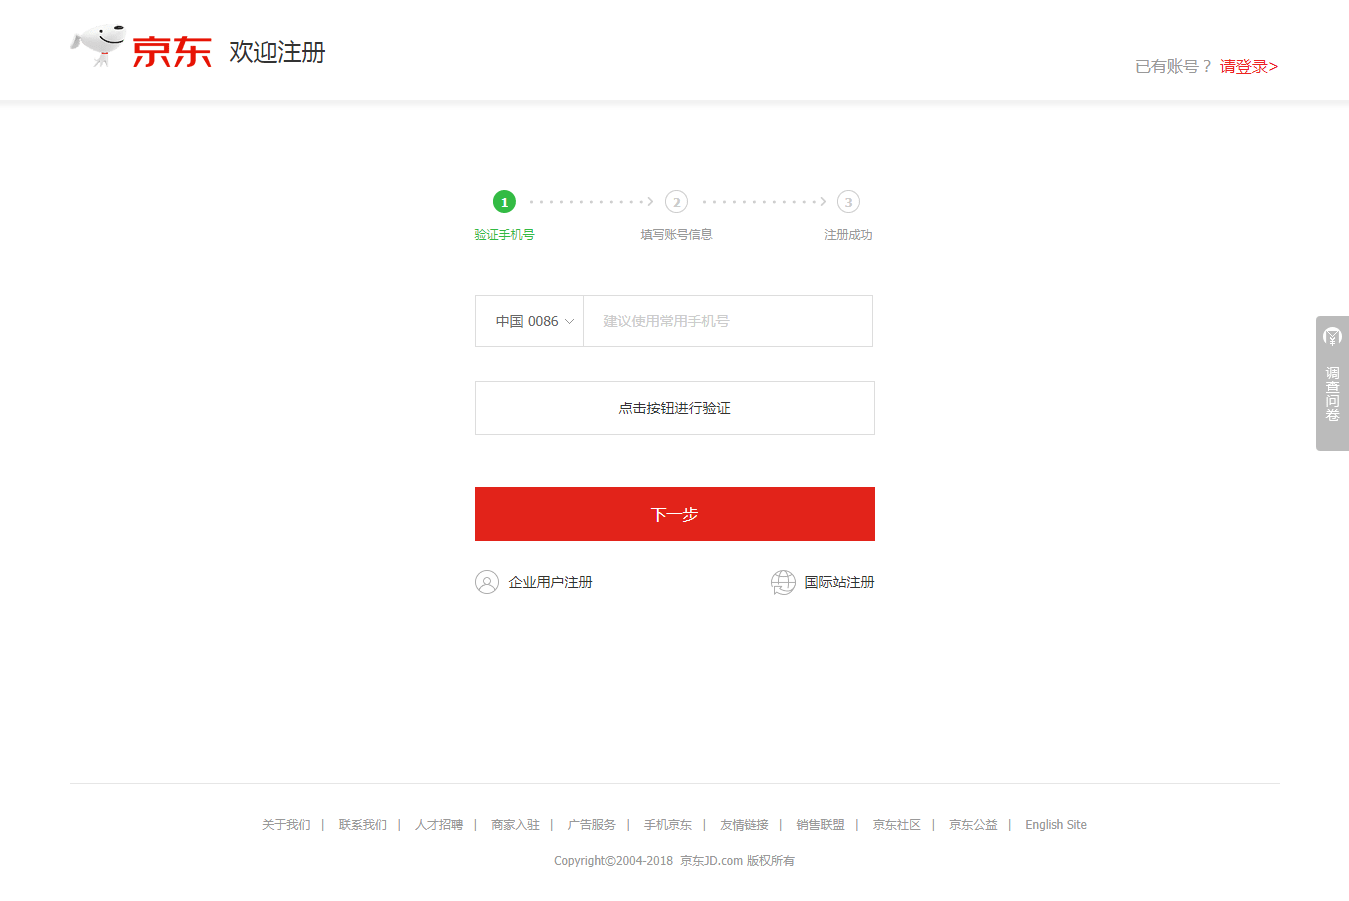 京东 欢迎注册
已有账号？ 请登录>
1 2 3
验证手机号 填写账号信息 注册成功
中国 0086 建议使用常用手机号
点击按钮进行验证
下一步
企业用户注册 国际站注册
调查问卷
关于我们 | 联系我们 | 人才招聘 | 商家入驻 | 广告服务 | 手机京东 | 友情链接 | 销售联盟 | 京东社区 | 京东公益 | English Site
Copyright©2004-2018 京东JD.com 版权所有